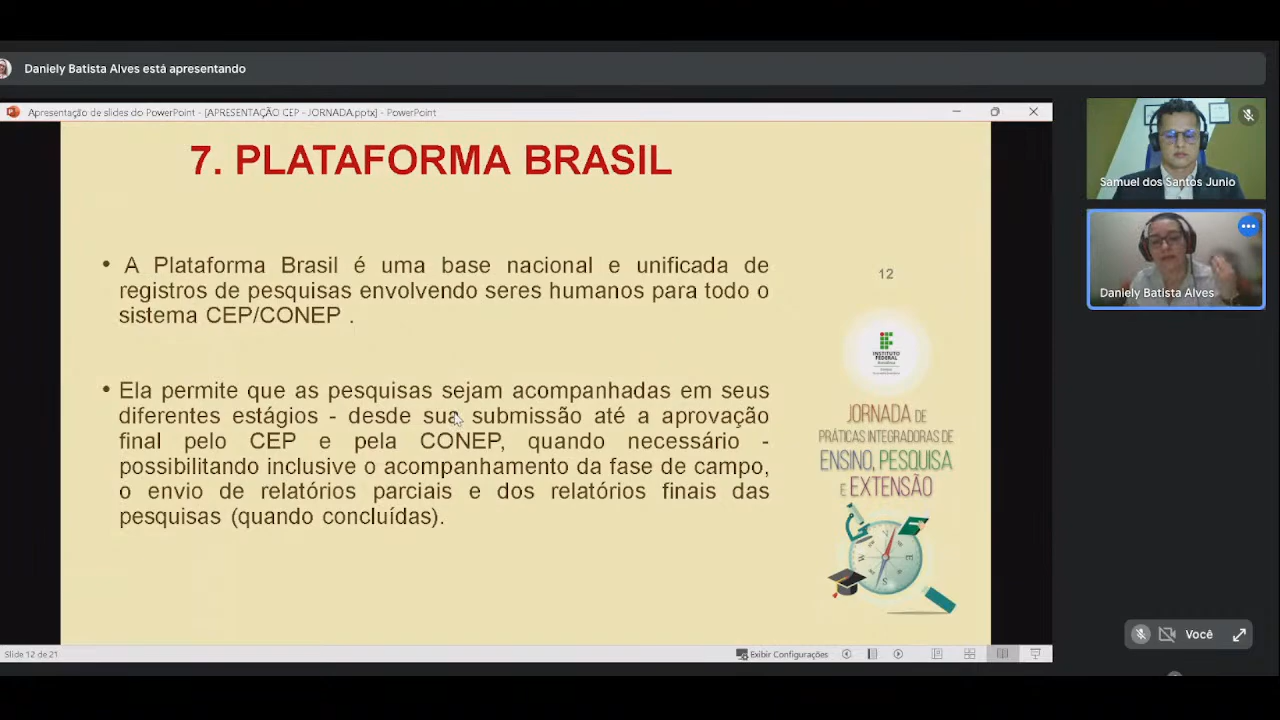 Daniely Batista Alves está apresentando
Apresentação de slides do PowerPoint - [APRESENTAÇÃO CEP - JORNADA.pptx] - PowerPoint
7. PLATAFORMA BRASIL
• A Plataforma Brasil é uma base nacional e unificada de
registros de pesquisas envolvendo seres humanos para todo o
sistema CEP/CONEP .
• Ela permite que as pesquisas sejam acompanhadas em seus
diferentes estágios - desde sua submissão até a aprovação
final pelo CEP e pela CONEP, quando necessário -
possibilitando inclusive o acompanhamento da fase de campo,
o envio de relatórios parciais e dos relatórios finais das
pesquisas (quando concluídas).
12
INSTITUTO
FEDERAL
JORNADA DE
PRÁTICAS INTEGRADORAS DE
ENSINO, PESQUISA
E EXTENSÃO
E
S
W
Slide 12 de 21
Exibir Configurações
Samuel dos Santos Junio
Daniely Batista Alves
Você